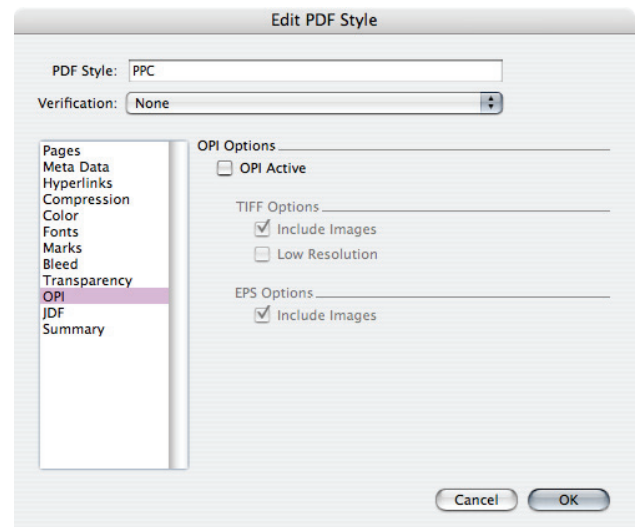 Edit PDF Style
PDF Style: PPC
Verification: None
Pages
Meta Data
Hyperlinks
Compression
Color
Fonts
Marks
Bleed
Transparency
OPI
JDF
Summary
OPI Options
OPI Active
TIFF Options
Include Images
Low Resolution
EPS Options
Include Images
Cancel
OK